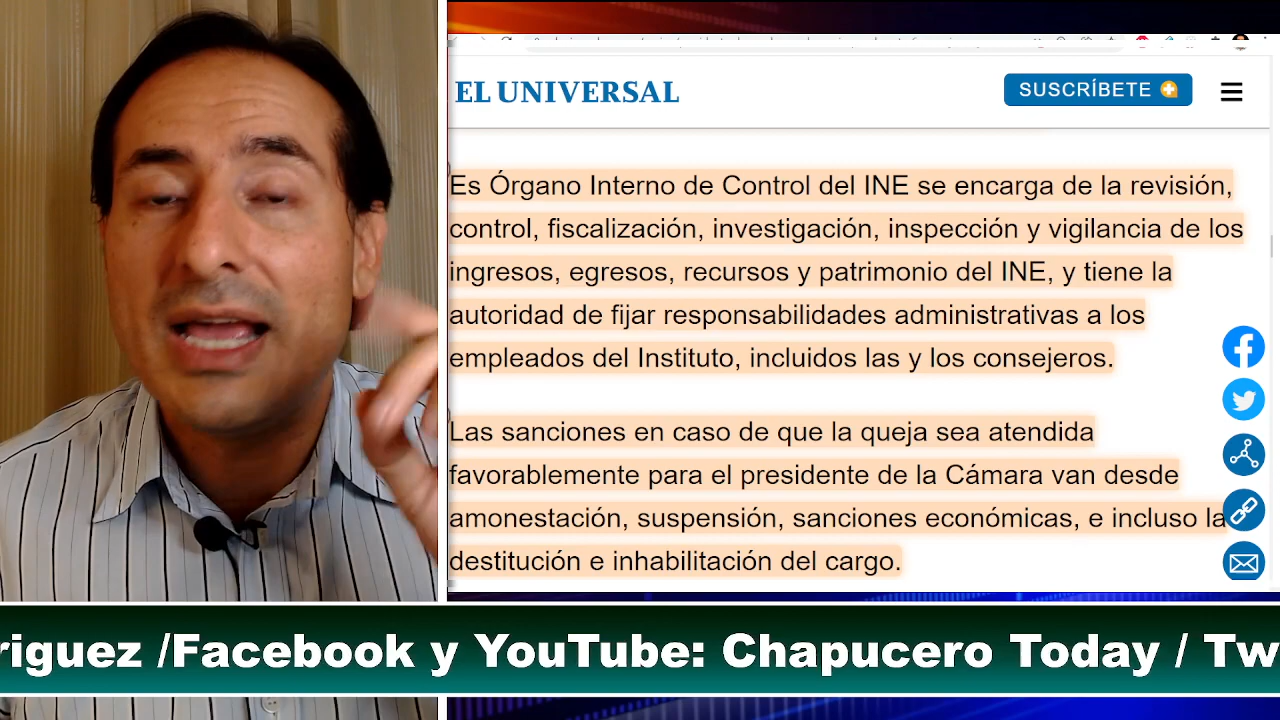 EL UNIVERSAL
SUSCRÍBETE
Es Órgano Interno de Control del INE se encarga de la revisión,
control, fiscalización, investigación, inspección y vigilancia de los
ingresos, egresos, recursos y patrimonio del INE, y tiene la
autoridad de fijar responsabilidades administrativas a los
empleados del Instituto, incluidos las y los consejeros.
Las sanciones en caso de que la queja sea atendida
favorablemente para el presidente de la Cámara van desde
amonestación, suspensión, sanciones económicas, e incluso la
destitución e inhabilitación del cargo.
riguez /Facebook y YouTube: Chapucero Today / Tw